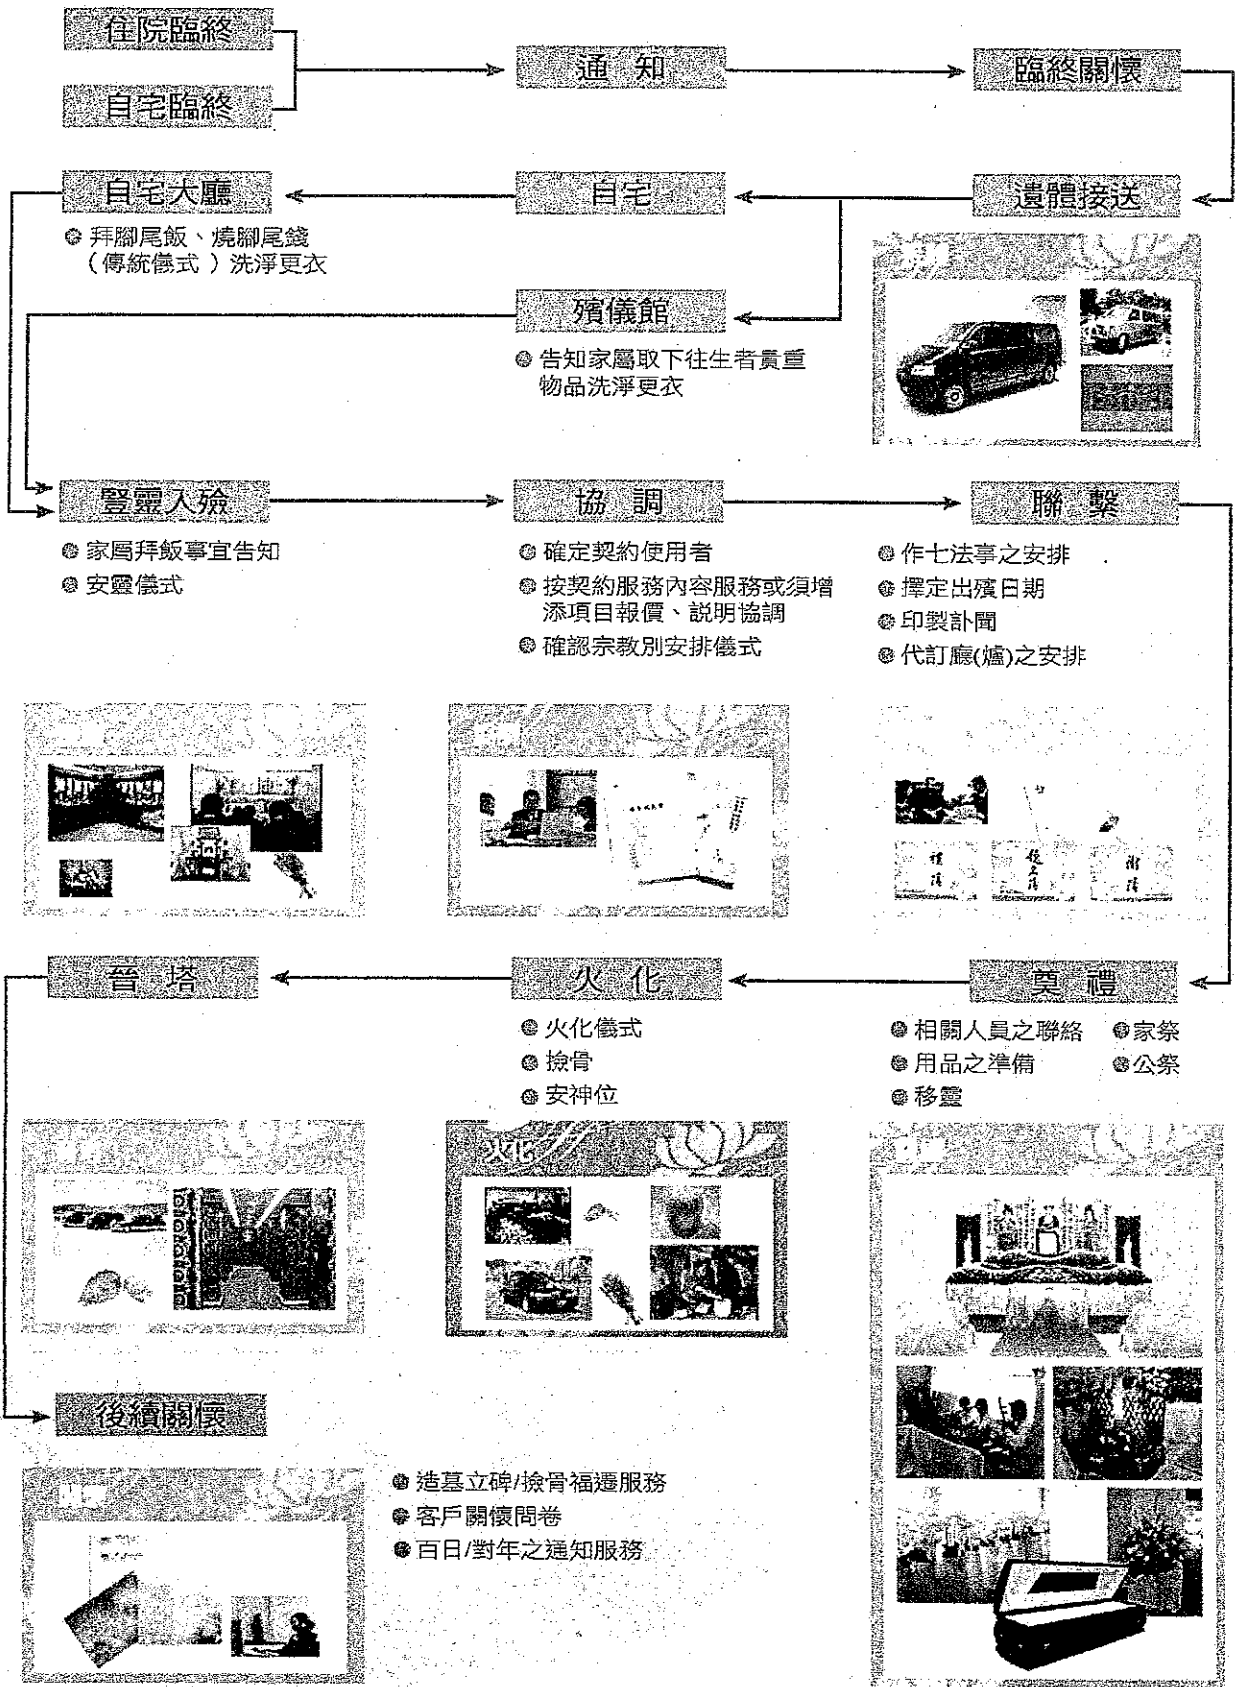 住院臨終
自宅臨終
通 知
臨終關懷
遺體接送
自宅
自宅大廳
拜腳尾飯、燒腳尾錢
(傳統儀式)洗淨更衣
殯儀館
告知家屬取下往生者貴重
物品洗淨更衣
豎靈入殮
家屬拜飯事宜告知
安靈儀式
協 調
確定契約使用者
按契約服務內容服務或須增
添項目報價、說明協調
確認宗教別安排儀式
聯 繫
作七法事之安排
擇定出殯日期
印製訃聞
代訂廳(爐)之安排
奠 禮
相關人員之聯絡
用品之準備
移靈
家祭
公祭
火 化
火化儀式
撿骨
安神位
火化
晉 塔
後續關懷
造墓立碑/撿骨福遷服務
客戶關懷問卷
百日/對年之通知服務